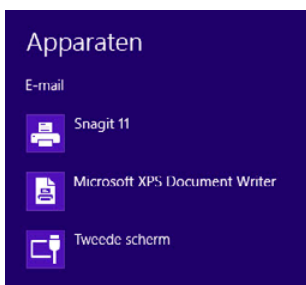 Apparaten
E-mail
Snagit 11
Microsoft XPS Document Writer
Tweede scherm